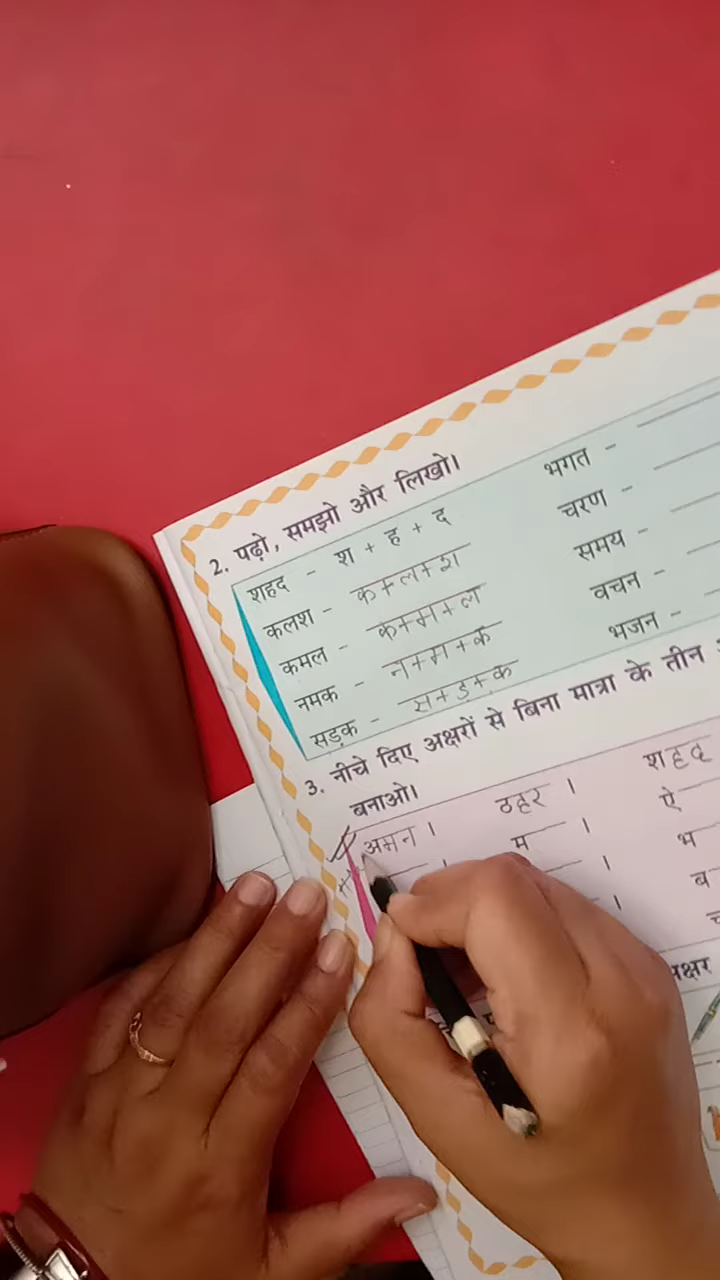 2. पढ़ो, समझो और लिखो।
शहद - श + ह + द
कलश - क+ल+श
कमल - क+म+ल
नमक - न+म+क
सड़क - स+ड़+क
भगत -
चरण -
समय -
वचन -
भजन -
3. नीचे दिए अक्षरों से बिना मात्रा के तीन
बनाओ।
अमन । ठहर । शहद
म । ऐ
। भ
। ब